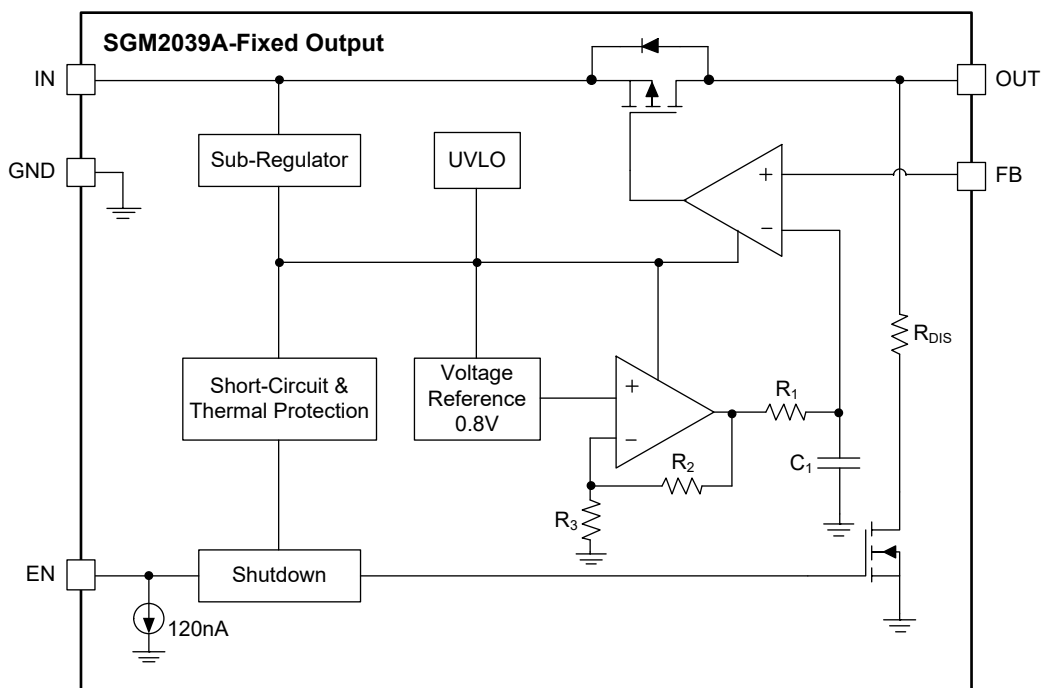 SGM2039A-Fixed Output
IN
OUT
GND
Sub-Regulator
UVLO
+
FB
−
Short-Circuit &
Thermal Protection
Voltage
Reference
0.8V
+
−
R1
RDIS
R2
C1
R3
EN
Shutdown
120nA